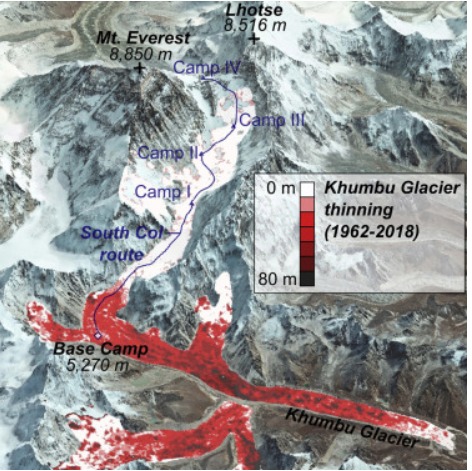 Lhotse
8,516 m
Mt. Everest
8,850 m
Camp IV
Camp III
Camp II
Camp I
South Col
route
0 m
80 m
Khumbu Glacier
thinning
(1962-2018)
Base Camp
5,270 m
Khumbu Glacier